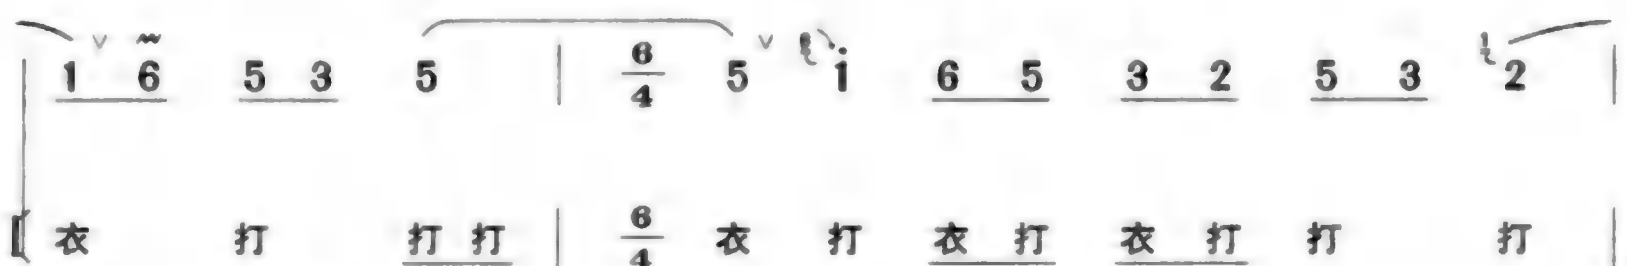 1 6 5 3 5 | 6/4 5 i 6 5 3 2 5 3 2 |
衣 打 打 打 | 6/4 衣 打 衣 打 衣 打 打 打 |